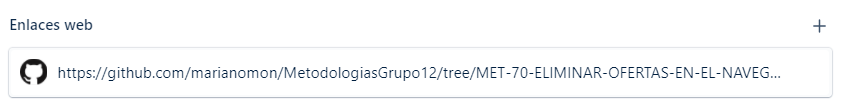 Enlaces web
https://github.com/marianomon/MetodologiasGrupo12/tree/MET-70-ELIMINAR-OFERTAS-EN-EL-NAVEG...